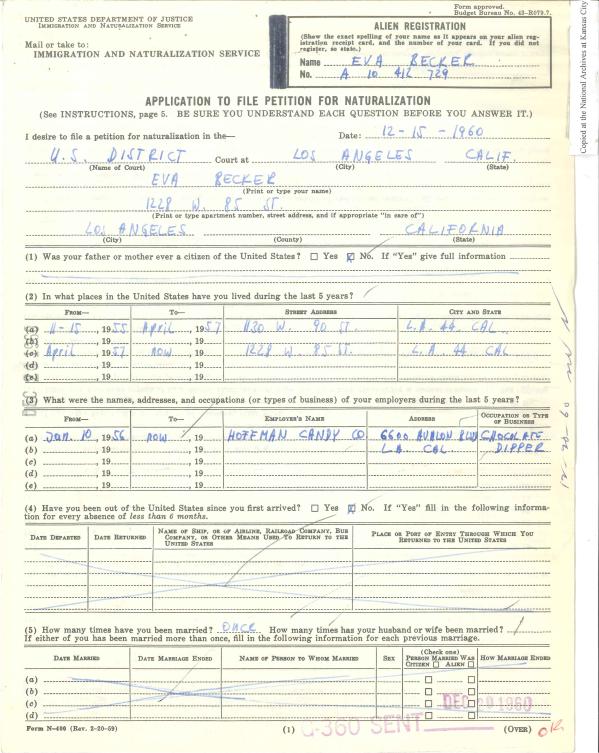 Form approved.
Budget Bureau No. 43-R079.7.
UNITED STATES DEPARTMENT OF JUSTICE
IMMIGRATION AND NATURALIZATION SERVICE
Mail or take to:
IMMIGRATION AND NATURALIZATION SERVICE
ALIEN REGISTRATION
(Show the exact spelling of your name as it appears on your alien reg-
istration receipt card, and the number of your card. If you did not
register, so state.)
Name EVA BECKER
No. A 10 412 729
Copied at the National Archives at Kansas City
APPLICATION TO FILE PETITION FOR NATURALIZATION
(See INSTRUCTIONS, page 5. BE SURE YOU UNDERSTAND EACH QUESTION BEFORE YOU ANSWER IT.)
I desire to file a petition for naturalization in the— Date: 12-15-1960
U.S. DISTRICT Court at LOS ANGELES CALIF.
(Name of Court) (City) (State)
EVA BECKER
(Print or type your name)
1228 W. 85 ST.
(Print or type apartment number, street address, and if appropriate "in care of")
LOS ANGELES CALIFORNIA
(City) (County) (State)
(1) Was your father or mother ever a citizen of the United States? ☐ Yes ☒ No. If "Yes" give full information
(2) In what places in the United States have you lived during the last 5 years?
FROM— TO— STREET ADDRESS CITY AND STATE
(a) 11-15, 1955 April 1957 1130 W. 90 ST. L.A. 44. CAL.
April, 1957 now, 19 1228 W. 85 ST. L.A. 44 CAL
(d) , 19 , 19
(e) , 19 , 19
(3) What were the names, addresses, and occupations (or types of business) of your employers during the last 5 years?
FROM— TO— EMPLOYER'S NAME ADDRESS OCCUPATION OR TYPE OF BUSINESS
(a) Jan. 10, 1956 now, 19 HOFFMAN CANDY CO. 6600 AVALON BLVD CHOCOLATE
(b) , 19 , 19 L.A. CAL. DIPPER
(c) , 19 , 19
(d) , 19 , 19
(e) , 19 , 19
(4) Have you been out of the United States since you first arrived? ☐ Yes ☒ No. If "Yes" fill in the following informa-
tion for every absence of less than 6 months.
DATE DEPARTED DATE RETURNED NAME OF SHIP, OR OF AIRLINE, RAILROAD COMPANY, BUS COMPANY, OR OTHER MEANS USED TO RETURN TO THE UNITED STATES PLACE OR PORT OF ENTRY THROUGH WHICH YOU RETURNED TO THE UNITED STATES
(5) How many times have you been married? ONCE How many times has your husband or wife been married? 1
If either of you has been married more than once, fill in the following information for each previous marriage.
DATE MARRIED DATE MARRIAGE ENDED NAME OF PERSON TO WHOM MARRIED SEX (Check one) PERSON MARRIED WAS CITIZEN ☐ ALIEN ☐ HOW MARRIAGE ENDED
(a) ☐ ☐
(b) ☐ ☐
(c) ☐ ☐
(d) ☐ ☐
DEC 20 1960
G-360 SENT
Form N-400 (Rev. 2-20-59) (1) (OVER)
OK